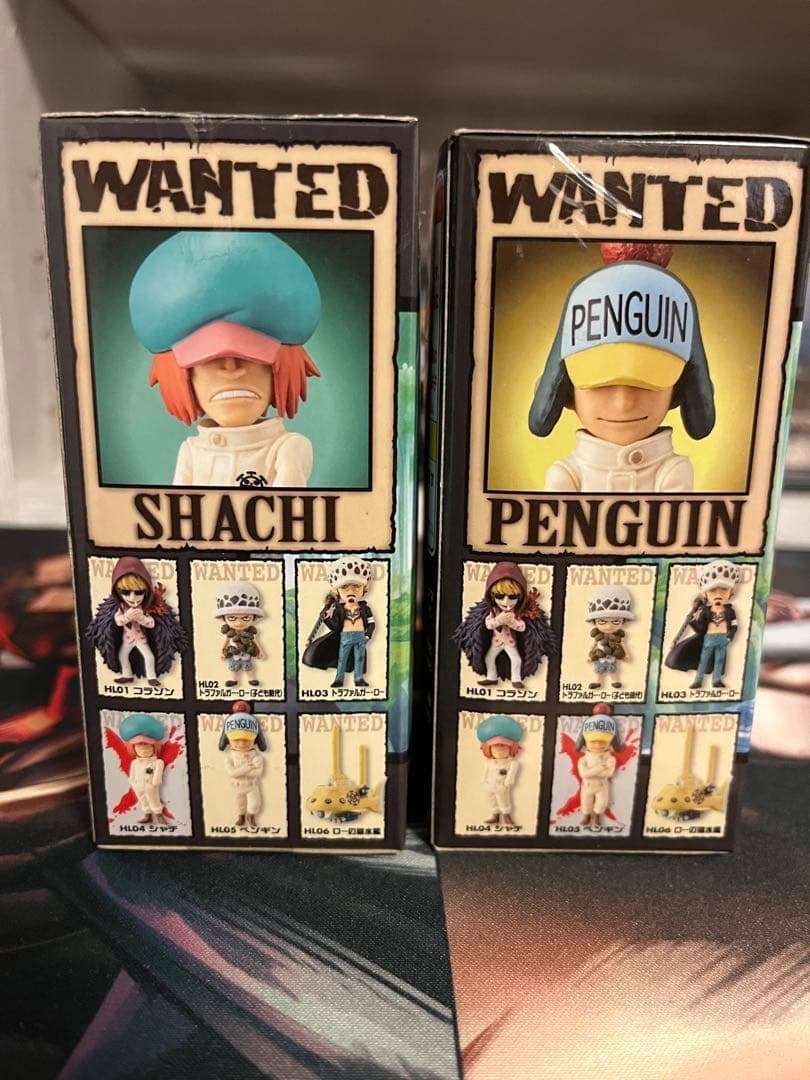 WANTED
PENGUIN
SHACHI
WANTED
WANTED
WANTED
HL01 コラソン
HL02
トラファルガー・ロー(子ども時代)
HL03 トラファルガー・ロー
WANTED
PENGUIN
WANTED
WANTED
HL04 シャチ
HL05 ペンギン
HL06 ローの潜水艦
WANTED
PENGUIN
PENGUIN
WANTED
WANTED
WANTED
HL01 コラソン
HL02
トラファルガー・ロー(子ども時代)
HL03 トラファルガー・ロー
WANTED
PENGUIN
WANTED
WANTED
HL04 シャチ
HL05 ペンギン
HL06 ローの潜水艦